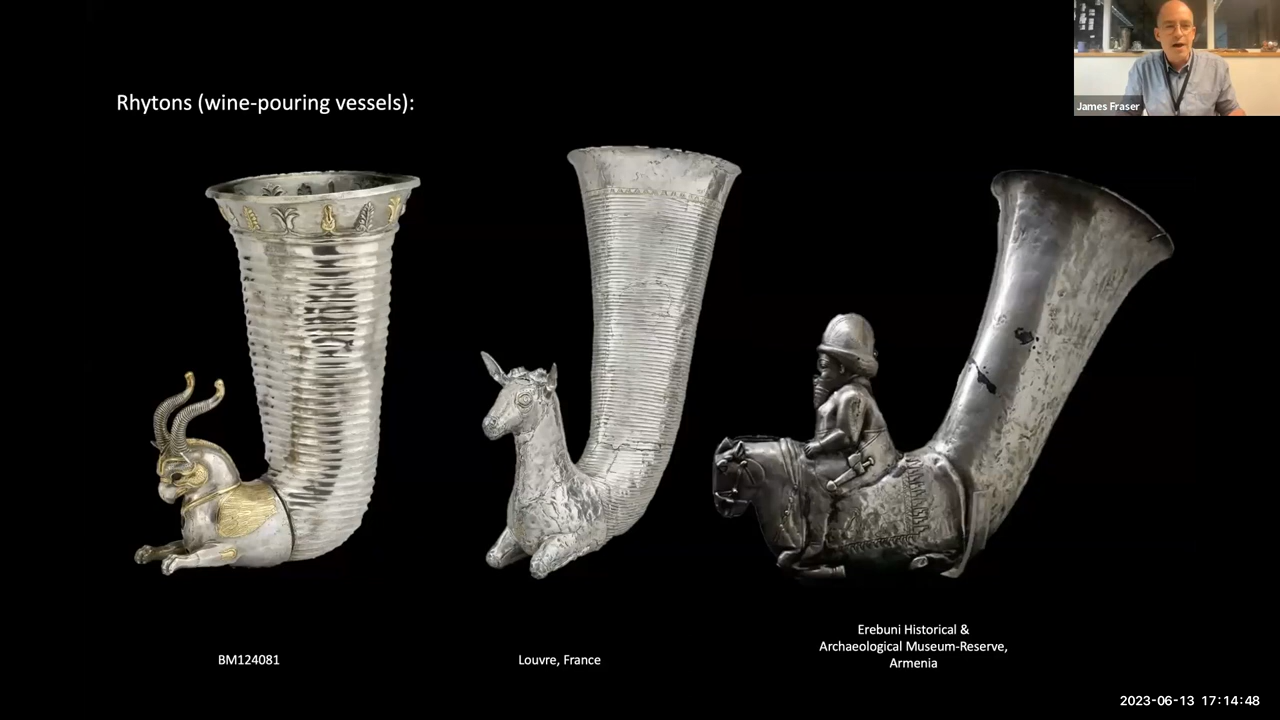 James Fraser
Rhytons (wine-pouring vessels):
BM124081
Louvre, France
Erebuni Historical &
Archaeological Museum-Reserve,
Armenia
2023-06-13 17:14:48